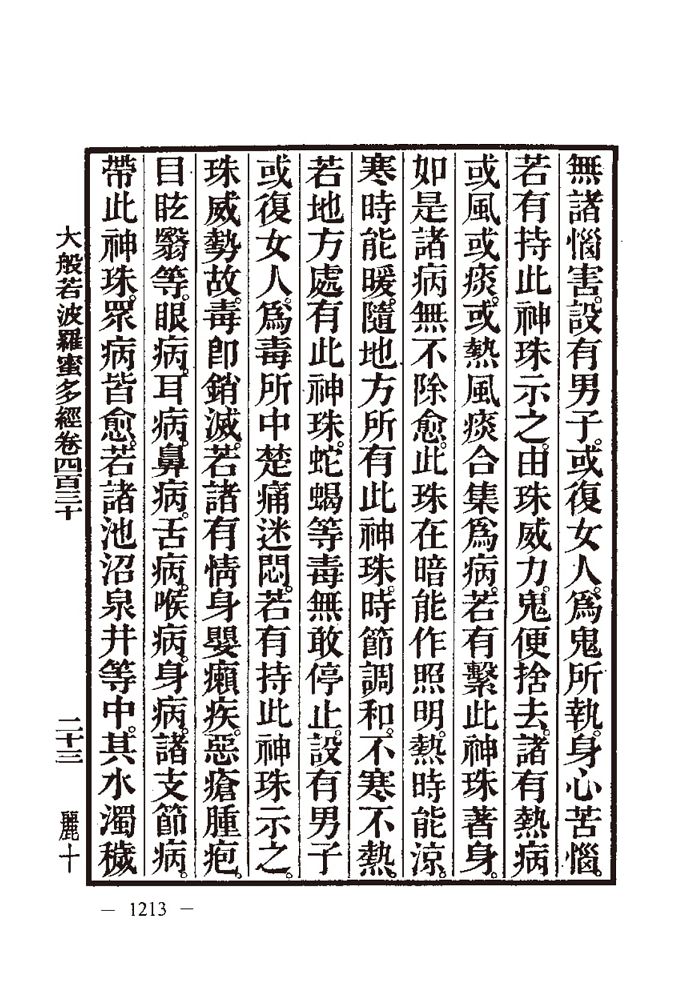 無諸惱害。設有男子。或復女人。爲鬼所執。身心苦惱。
若有持此神珠示之。由珠威力。鬼便捨去。諸有熱病
或風或痰。或熱風痰合集爲病。若有繫此神珠著身。
如是諸病無不除愈。此珠在暗能作照明。熱時能涼。
寒時能暖。隨地方所有此神珠。時節調和。不寒不熱。
若地方處有此神珠。蛇蝎等毒無敢停止。設有男子
或復女人。爲毒所中楚痛迷悶。若有持此神珠示之。
珠威勢故。毒卽銷滅。若諸有情身嬰癩疾。惡瘡腫疱。
目眩翳等。眼病。耳病。鼻病。舌病。喉病。身病。諸支節病。
帶此神珠。眾病皆愈。若諸池沼泉井等中。其水濁穢
大般若波羅蜜多經卷四百三十 二十三 麗十
— 1213 —